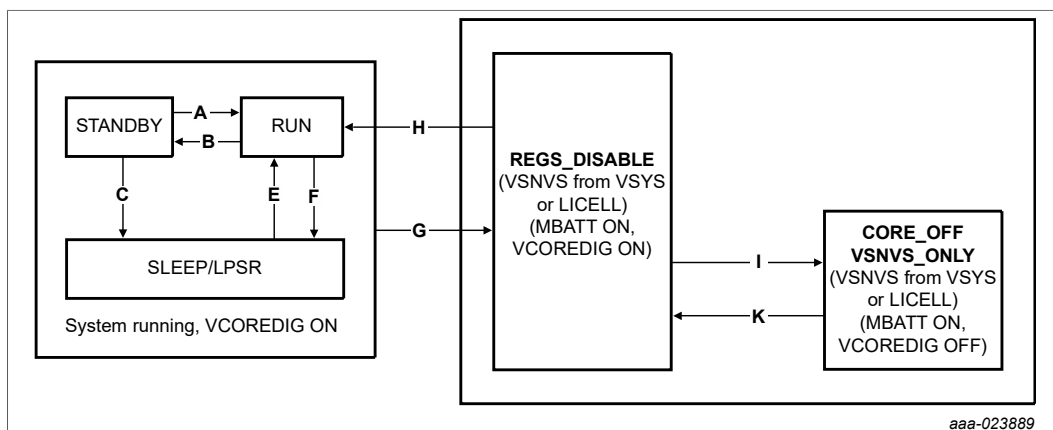 STANDBY
A
B
RUN
C
E
F
SLEEP/LPSR
System running, VCOREDIG ON
H
G
REGS_DISABLE
(VSNVS from VSYS
or LICELL)
(MBATT ON,
VCOREDIG ON)
I
K
CORE_OFF
VSNVS_ONLY
(VSNVS from VSYS
or LICELL)
(MBATT ON,
VCOREDIG OFF)
aaa-023889